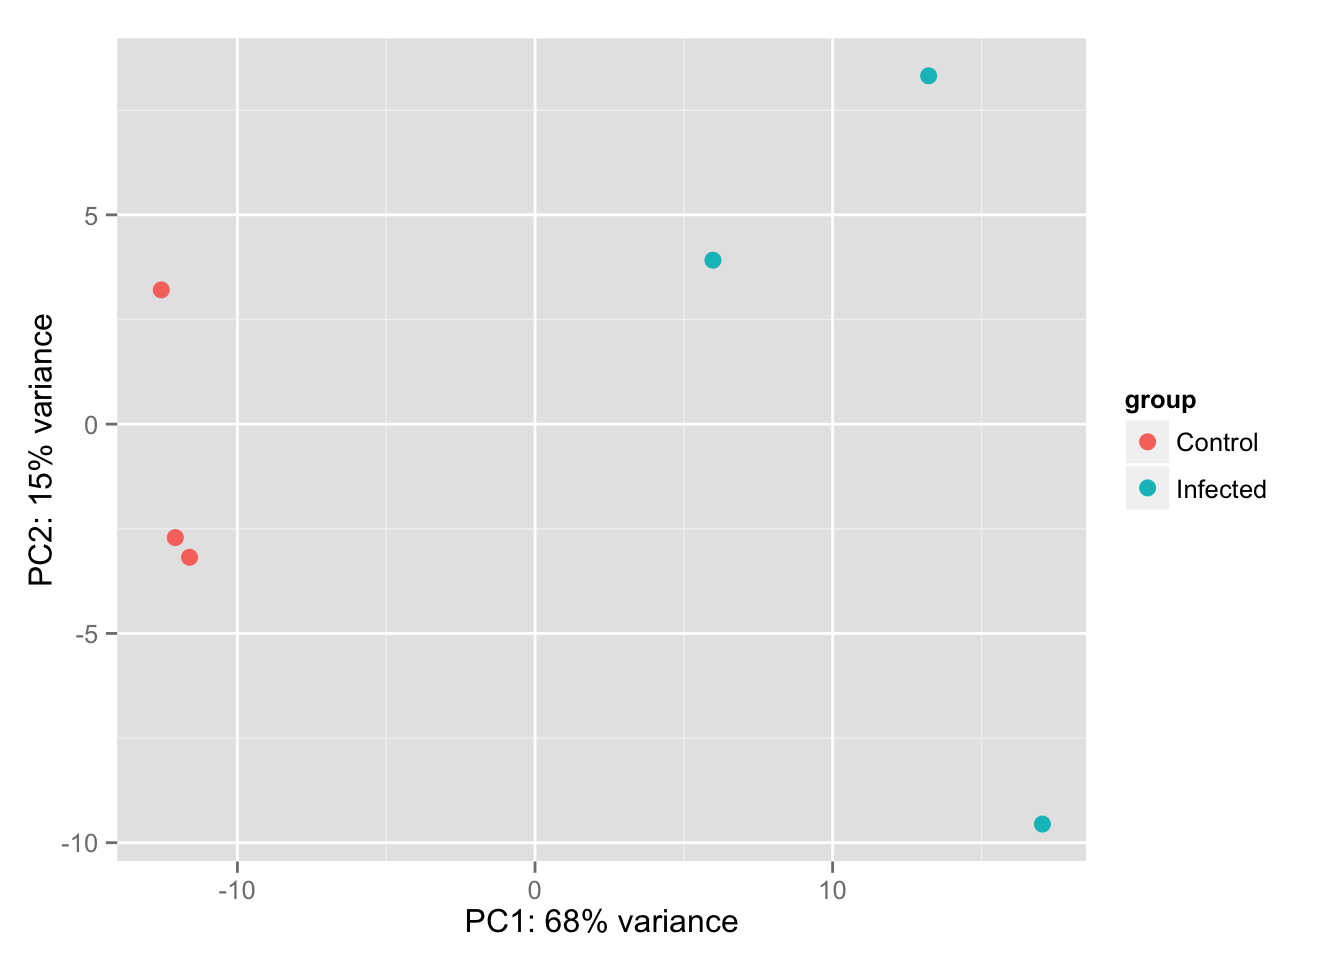 5
0
-5
-10
PC2: 15% variance
-10
0
10
PC1: 68% variance
group
Control
Infected